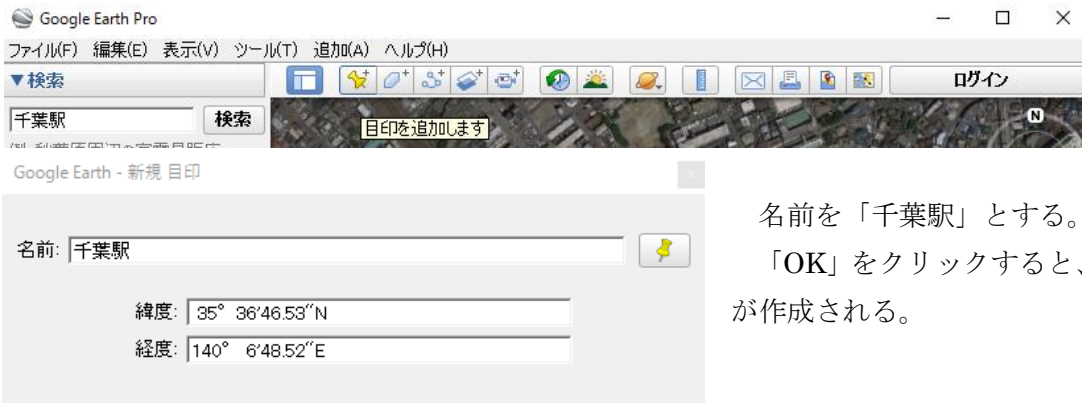 Google Earth Pro
ファイル(F) 編集(E) 表示(V) ツール(T) 追加(A) ヘルプ(H)
▼検索
ログイン
千葉駅 検索
目印を追加します
N
Google Earth - 新規 目印
名前: 千葉駅
緯度: 35° 36'46.53"N
経度: 140° 6'48.52"E
名前を「千葉駅」とする。
「OK」をクリックすると、
が作成される。